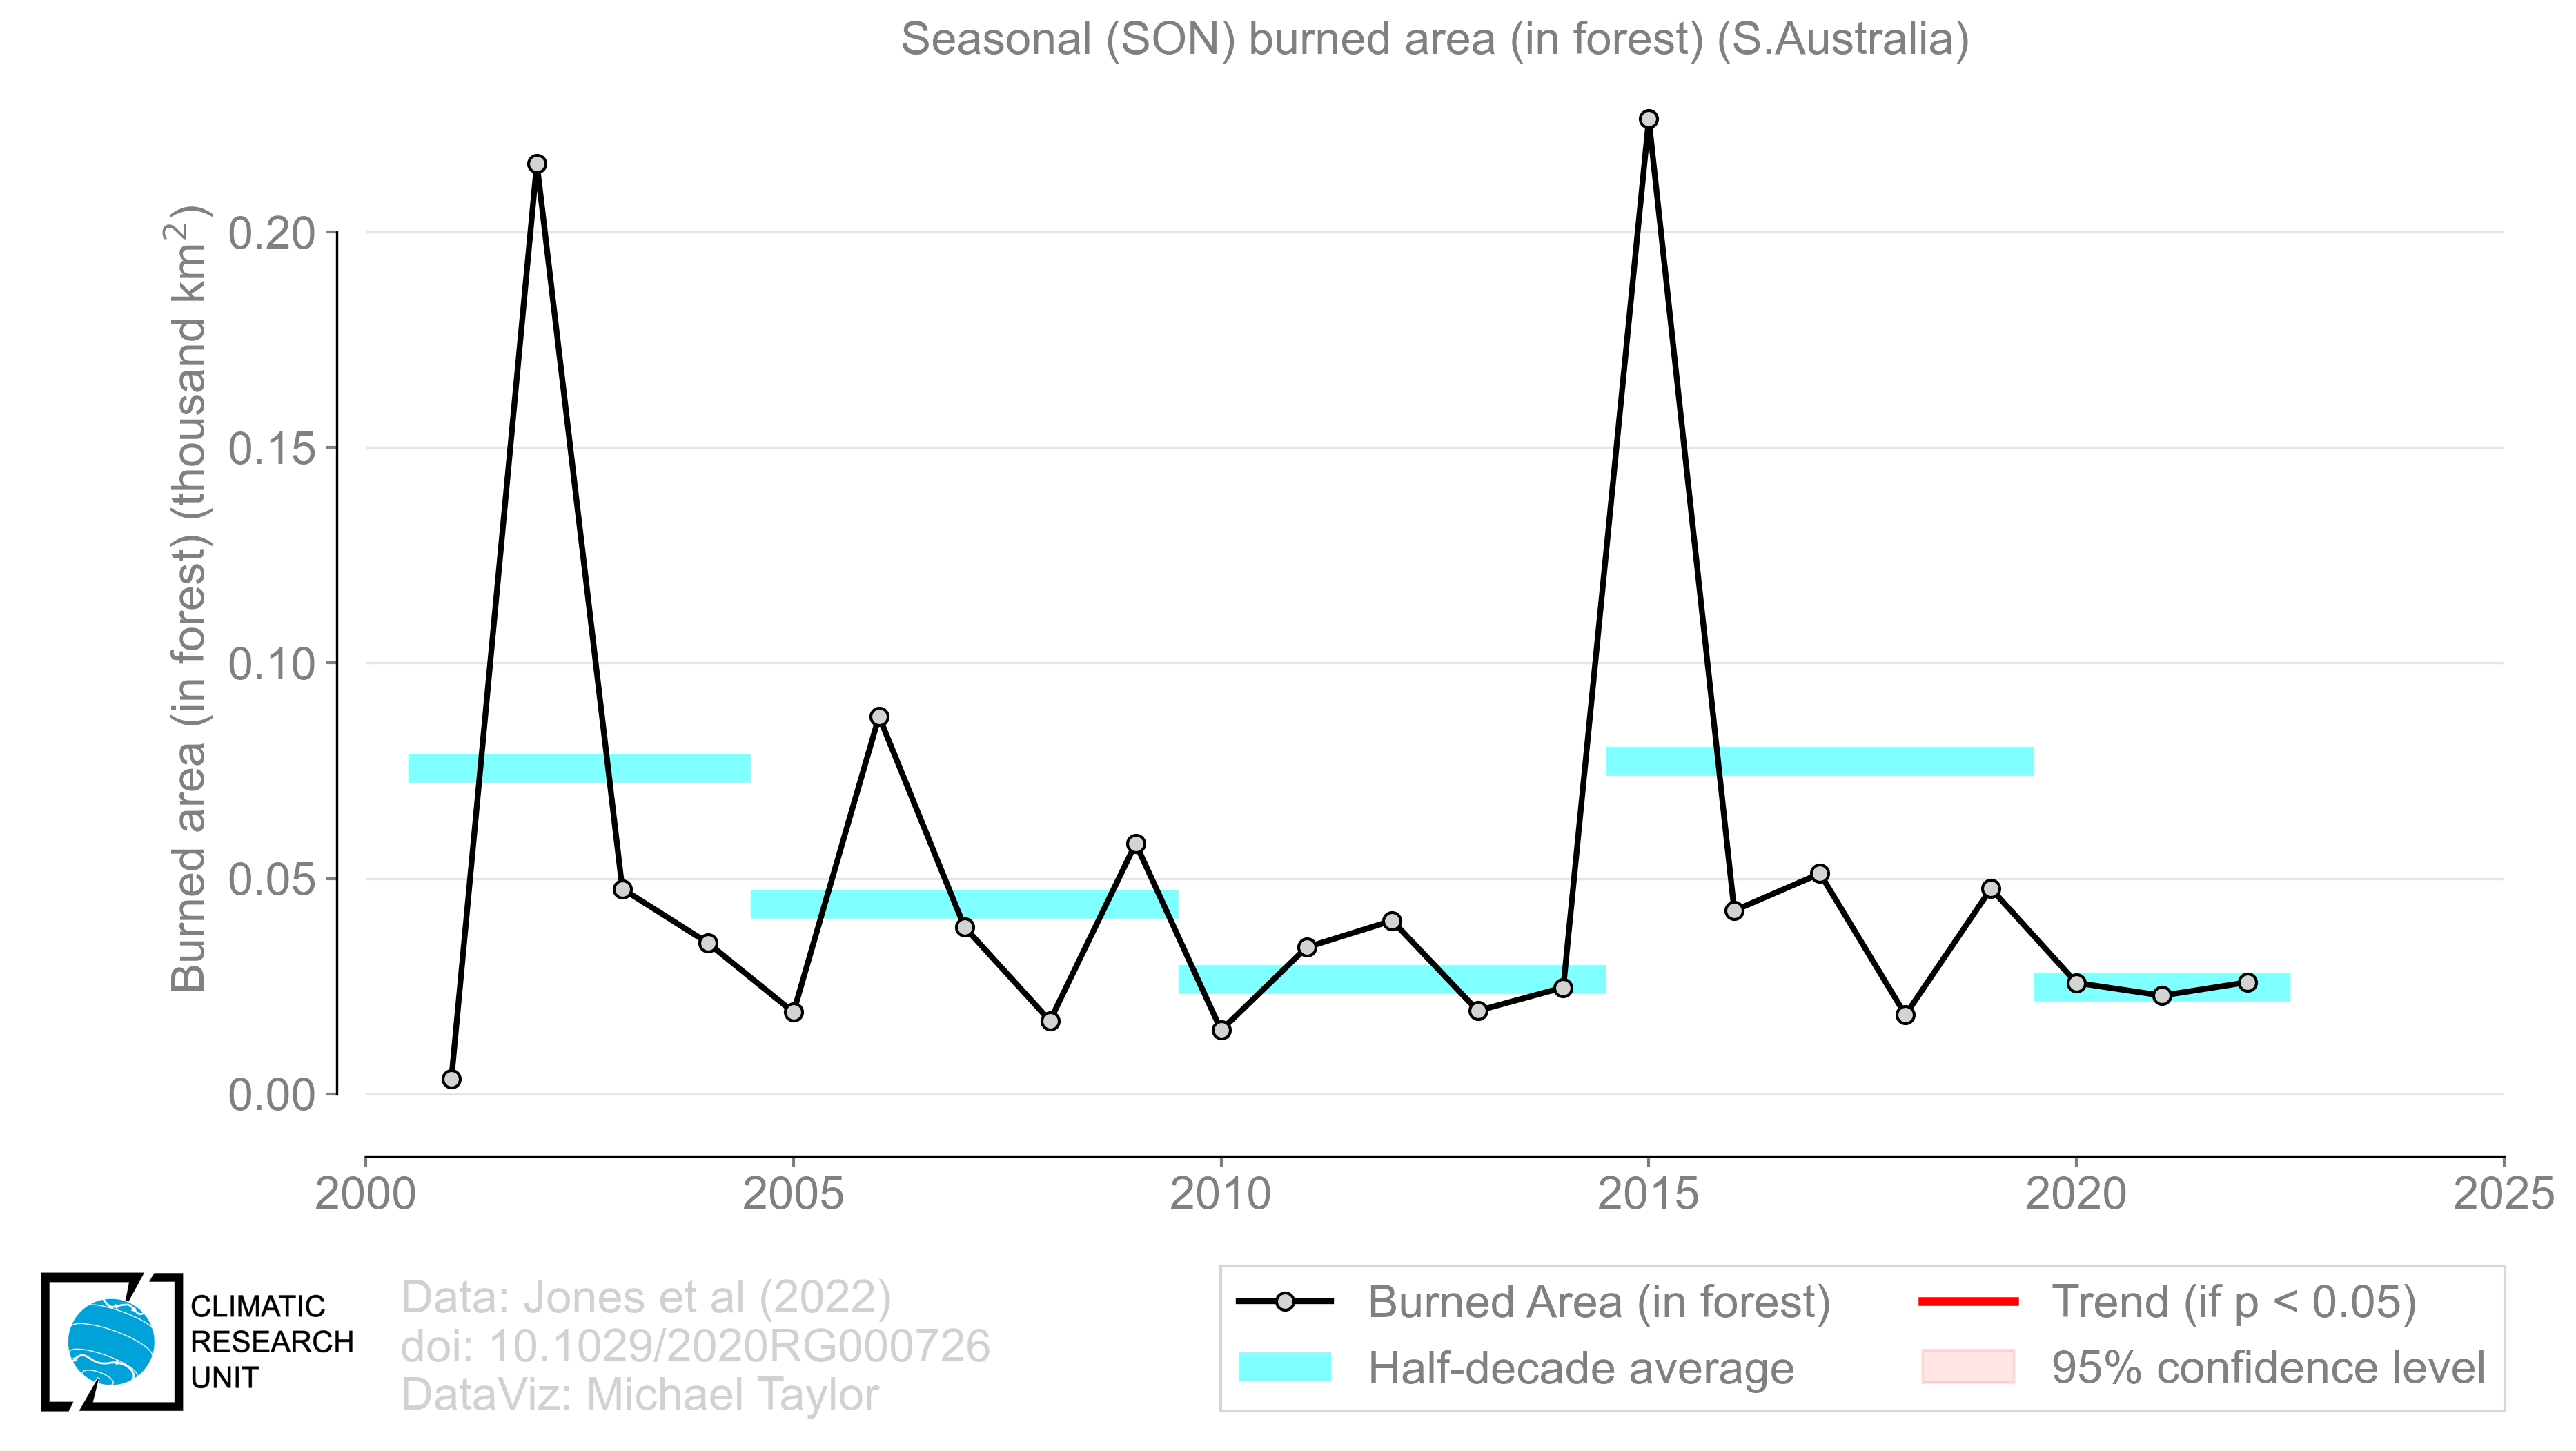 Seasonal (SON) burned area (in forest) (S.Australia)
Burned area (in forest) (thousand km²)
0.20
0.15
0.10
0.05
0.00
2000
2005
2010
2015
2020
2025
CLIMATIC
RESEARCH
UNIT
Data: Jones et al (2022)
doi: 10.1029/2020RG000726
DataViz: Michael Taylor
Burned Area (in forest)
Half-decade average
Trend (if p < 0.05)
95% confidence level